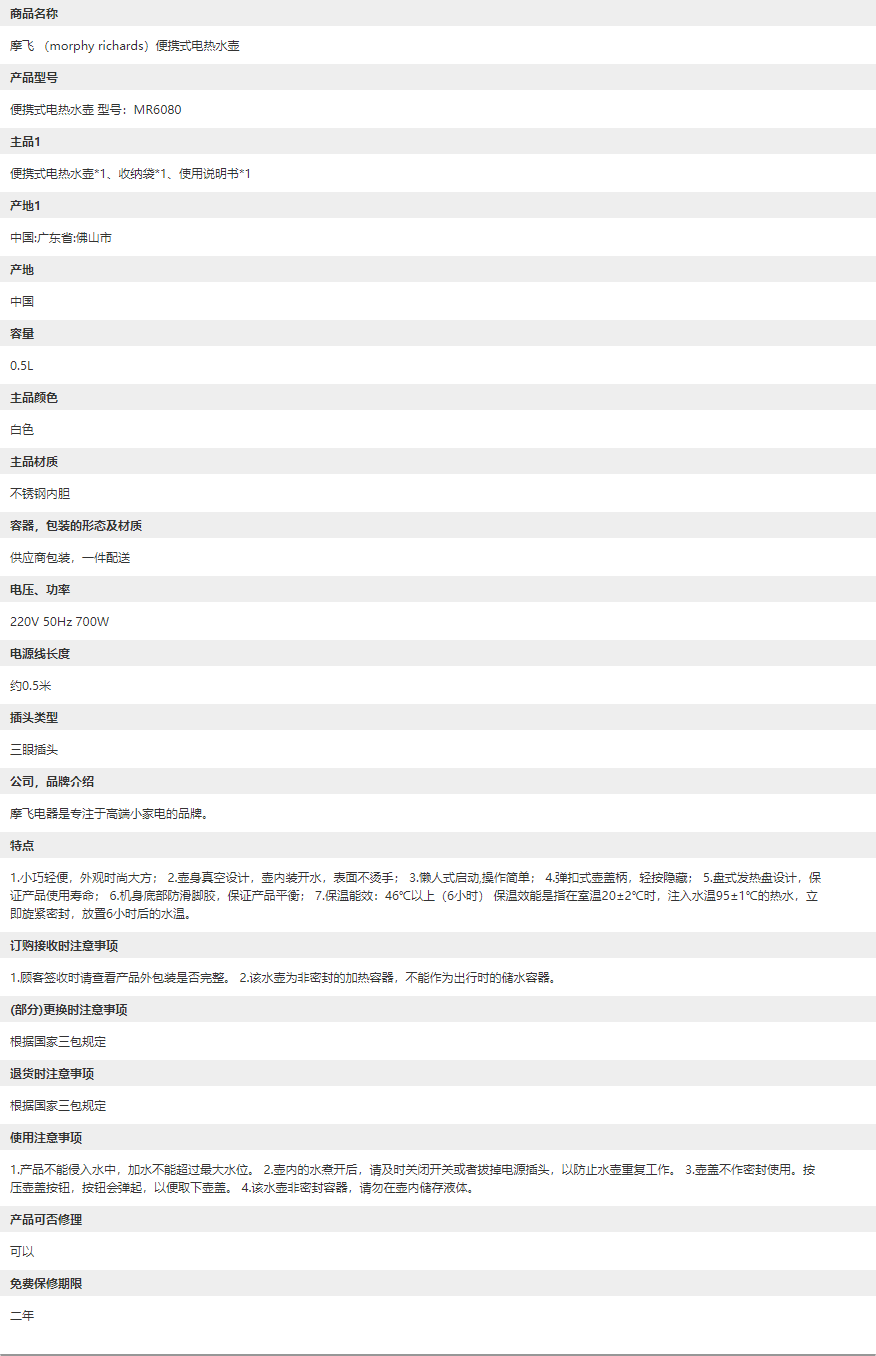 商品名称
摩飞 （morphy richards）便携式电热水壶
产品型号
便携式电热水壶 型号：MR6080
主品1
便携式电热水壶*1、收纳袋*1、使用说明书*1
产地1
中国:广东省:佛山市
产地
中国
容量
0.5L
主品颜色
白色
主品材质
不锈钢内胆
容器，包装的形态及材质
供应商包装，一件配送
电压、功率
220V 50Hz 700W
电源线长度
约0.5米
插头类型
三眼插头
公司，品牌介绍
摩飞电器是专注于高端小家电的品牌。
特点
1.小巧轻便，外观时尚大方； 2.壶身真空设计，壶内装开水，表面不烫手； 3.懒人式启动,操作简单； 4.弹扣式壶盖柄，轻按隐藏； 5.盘式发热盘设计，保
证产品使用寿命； 6.机身底部防滑脚胶，保证产品平衡； 7.保温能效：46℃以上（6小时） 保温效能是指在室温20±2℃时，注入水温95±1℃的热水，立
即旋紧密封，放置6小时后的水温。
订购接收时注意事项
1.顾客签收时请查看产品外包装是否完整。 2.该水壶为非密封的加热容器，不能作为出行时的储水容器。
(部分)更换时注意事项
根据国家三包规定
退货时注意事项
根据国家三包规定
使用注意事项
1.产品不能侵入水中，加水不能超过最大水位。 2.壶内的水煮开后，请及时关闭开关或者拔掉电源插头，以防止水壶重复工作。 3.壶盖不作密封使用。按
压壶盖按钮，按钮会弹起，以便取下壶盖。 4.该水壶非密封容器，请勿在壶内储存液体。
产品可否修理
可以
免费保修期限
二年